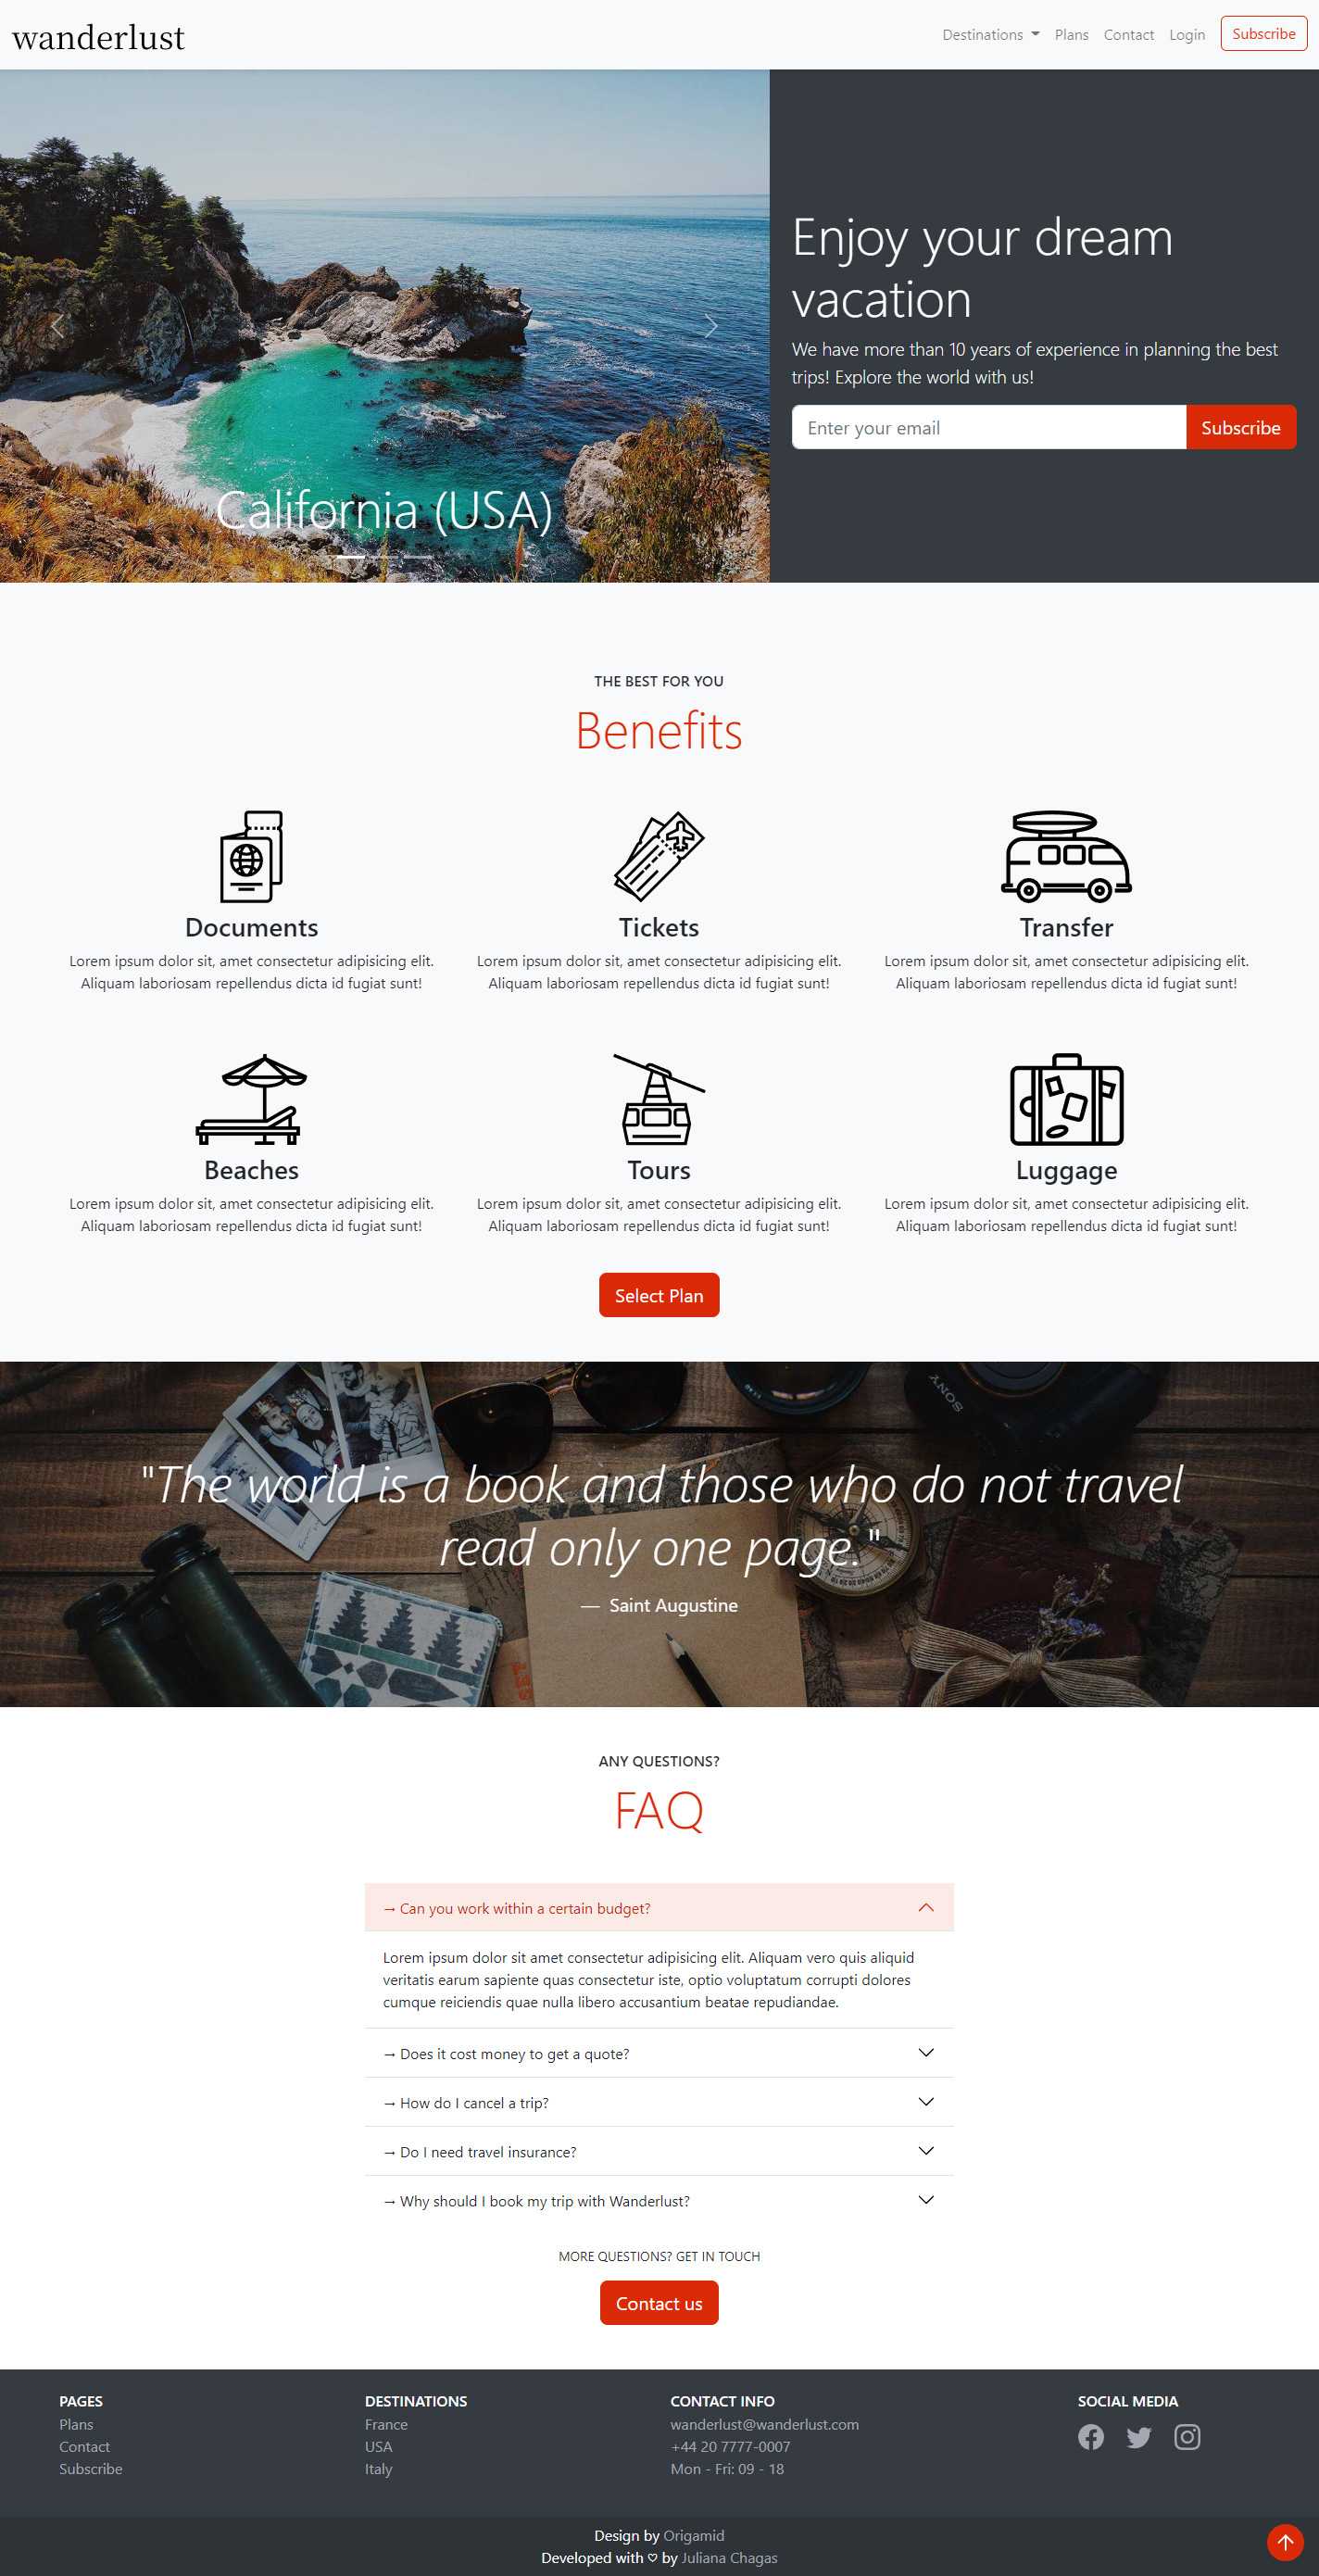 wanderlust
Destinations
Plans
Contact
Login
Subscribe
Enjoy your dream
vacation
We have more than 10 years of experience in planning the best
trips! Explore the world with us!
Enter your email
Subscribe
California (USA)
THE BEST FOR YOU
Benefits
Documents
Lorem ipsum dolor sit, amet consectetur adipisicing elit.
Aliquam laboriosam repellendus dicta id fugiat sunt!
Tickets
Lorem ipsum dolor sit, amet consectetur adipisicing elit.
Aliquam laboriosam repellendus dicta id fugiat sunt!
Transfer
Lorem ipsum dolor sit, amet consectetur adipisicing elit.
Aliquam laboriosam repellendus dicta id fugiat sunt!
Beaches
Lorem ipsum dolor sit, amet consectetur adipisicing elit.
Aliquam laboriosam repellendus dicta id fugiat sunt!
Tours
Lorem ipsum dolor sit, amet consectetur adipisicing elit.
Aliquam laboriosam repellendus dicta id fugiat sunt!
Luggage
Lorem ipsum dolor sit, amet consectetur adipisicing elit.
Aliquam laboriosam repellendus dicta id fugiat sunt!
Select Plan
SONY
"The world is a book and those who do not travel
read only one page."
— Saint Augustine
ANY QUESTIONS?
FAQ
→ Can you work within a certain budget?
Lorem ipsum dolor sit amet consectetur adipisicing elit. Aliquam vero quis aliquid
veritatis earum sapiente quas consectetur iste, optio voluptatum corrupti dolores
cumque reiciendis quae nulla libero accusantium beatae repudiandae.
→ Does it cost money to get a quote?
→ How do I cancel a trip?
→ Do I need travel insurance?
→ Why should I book my trip with Wanderlust?
MORE QUESTIONS? GET IN TOUCH
Contact us
PAGES
Plans
Contact
Subscribe
DESTINATIONS
France
USA
Italy
CONTACT INFO
wanderlust@wanderlust.com
+44 20 7777-0007
Mon - Fri: 09 - 18
SOCIAL MEDIA
Design by Origamid
Developed with ♡ by Juliana Chagas